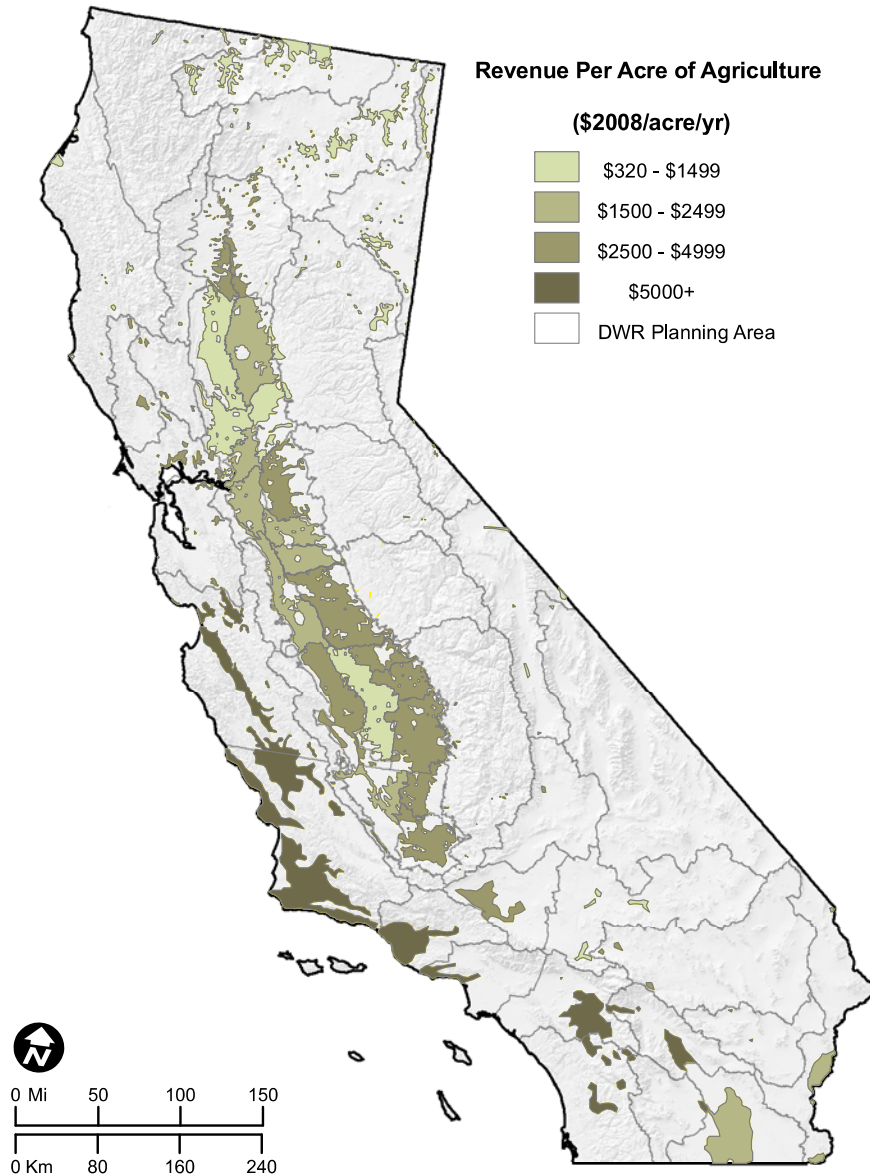 Revenue Per Acre of Agriculture
($2008/acre/yr)
$320 - $1499
$1500 - $2499
$2500 - $4999
$5000+
DWR Planning Area
N
0 Mi 50 100 150
0 Km 80 160 240